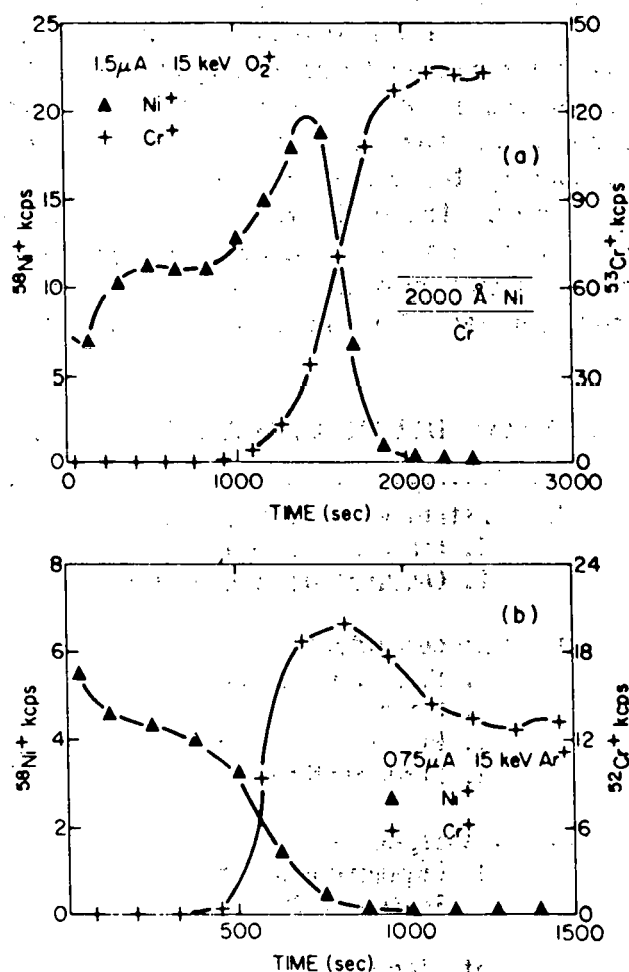 1.5μA 15 keV O₂⁺
▲ Ni⁺
+ Cr⁺
(a)
2000 Å Ni
Cr
25
20
15
10
5
0
⁵⁸Ni⁺ kcps
150
120
90
60
30
0
⁵³Cr⁺ kcps
0 1000 2000 3000
TIME (sec)
(b)
075μA 15 keV Ar⁺
▲ Ni⁺
+ Cr⁺
8
6
4
2
0
⁵⁸Ni⁺ kcps
24
18
12
6
0
⁵²Cr⁺ kcps
500 1000 1500
TIME (sec)